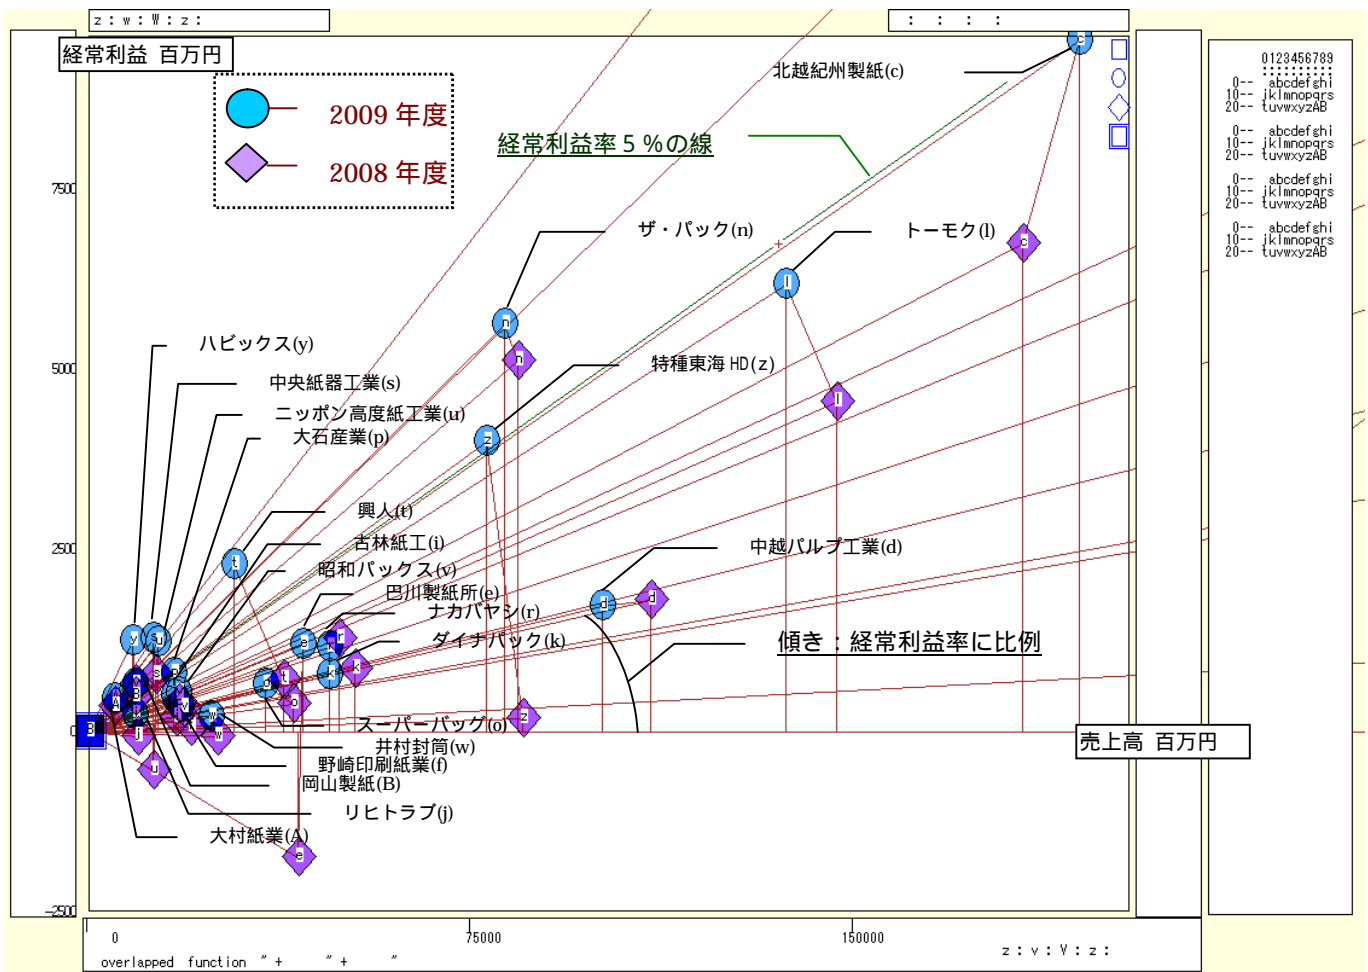 z : w : W : z :
: : : :
経常利益 百万円
北越紀州製紙(c)
2009 年度
2008 年度
経常利益率５％の線
0123456789
: : : : : : : : : :
0-- abcdefghi
10-- jklmnopqrs
20-- tuvwxyzAB
0-- abcdefghi
10-- jklmnopqrs
20-- tuvwxyzAB
0-- abcdefghi
10-- jklmnopqrs
20-- tuvwxyzAB
0-- abcdefghi
10-- jklmnopqrs
20-- tuvwxyzAB
7500
ザ・パック(n)
トーモク(l)
ハビックス(y)
5000
特種東海 HD(z)
中央紙器工業(s)
ニッポン高度紙工業(u)
大石産業(p)
興人(t)
2500
古林紙工(i)
中越パルプ工業(d)
昭和パックス(v)
巴川製紙所(e)
ナカバヤシ(r)
ダイナパック(k)
傾き：経常利益率に比例
スーパーバッグ(o)
0
売上高 百万円
井村封筒(w)
野崎印刷紙業(f)
岡山製紙(B)
リヒトラブ(j)
大村紙業(A)
-2500
0
75000
150000
z : v : V : z :
overlapped function " + " + "
c
c
l
l
n
n
z
z
d
d
t
t
e
e
r
k
k
o
o
y
s
u
u
p
s
w
w
v
j
A
B
B